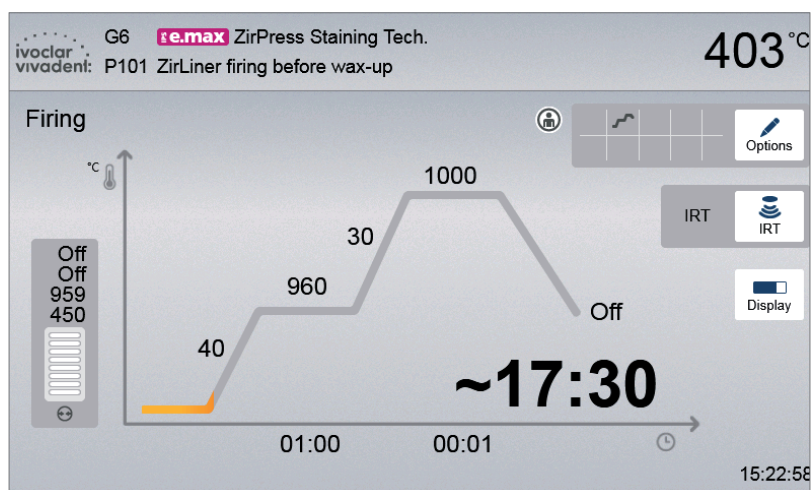 ivoclar
vivadent:
G6 e.max ZirPress Staining Tech.
P101 ZirLiner firing before wax-up
403 °C
Firing
Options
°C
1000
IRT
IRT
30
Off
Off
959
450
960
Off
Display
40
~17:30
01:00
00:01
15:22:58